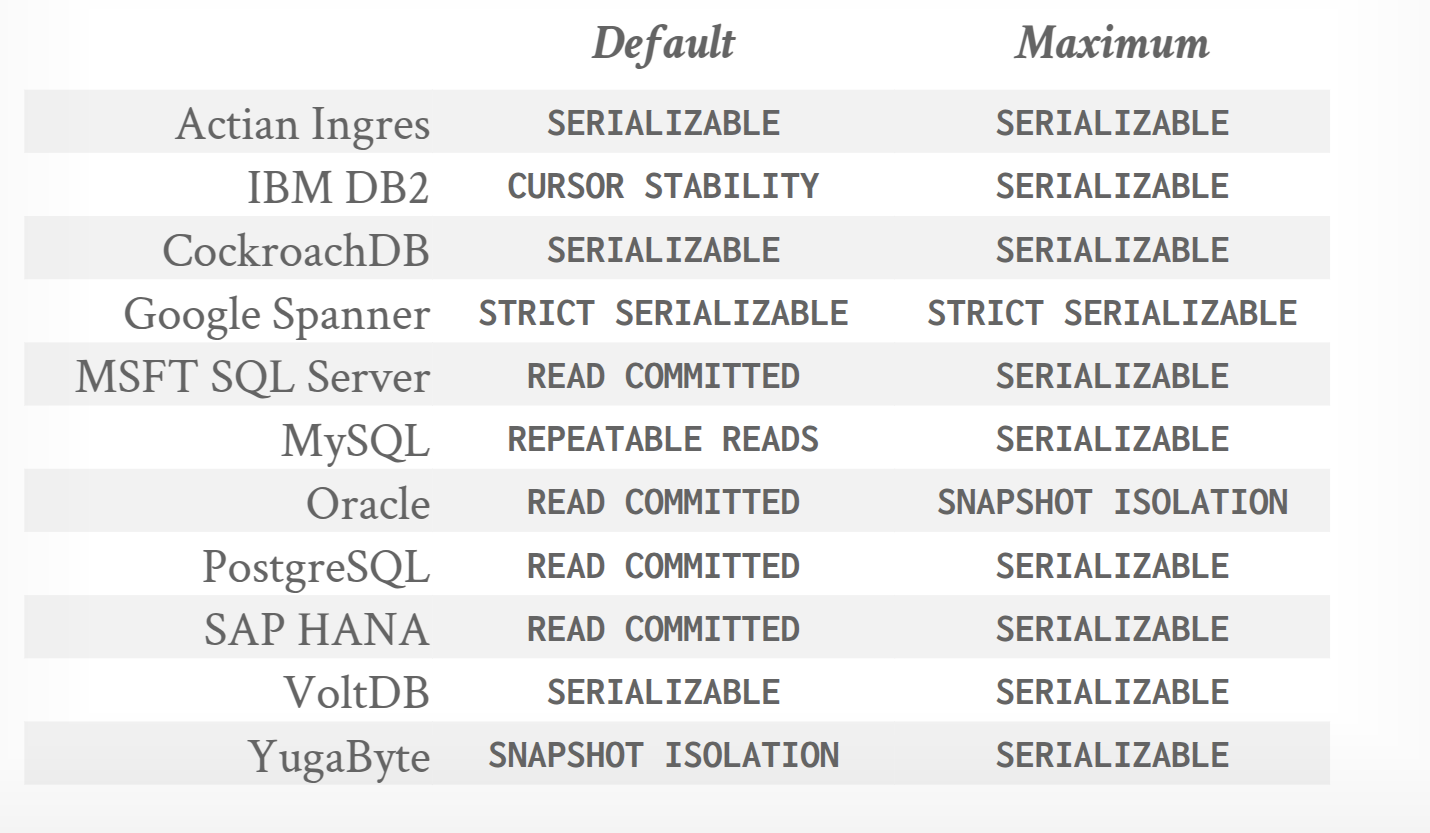 Default Maximum
Actian Ingres SERIALIZABLE SERIALIZABLE
IBM DB2 CURSOR STABILITY SERIALIZABLE
CockroachDB SERIALIZABLE SERIALIZABLE
Google Spanner STRICT SERIALIZABLE STRICT SERIALIZABLE
MSFT SQL Server READ COMMITTED SERIALIZABLE
MySQL REPEATABLE READS SERIALIZABLE
Oracle READ COMMITTED SNAPSHOT ISOLATION
PostgreSQL READ COMMITTED SERIALIZABLE
SAP HANA READ COMMITTED SERIALIZABLE
VoltDB SERIALIZABLE SERIALIZABLE
YugaByte SNAPSHOT ISOLATION SERIALIZABLE